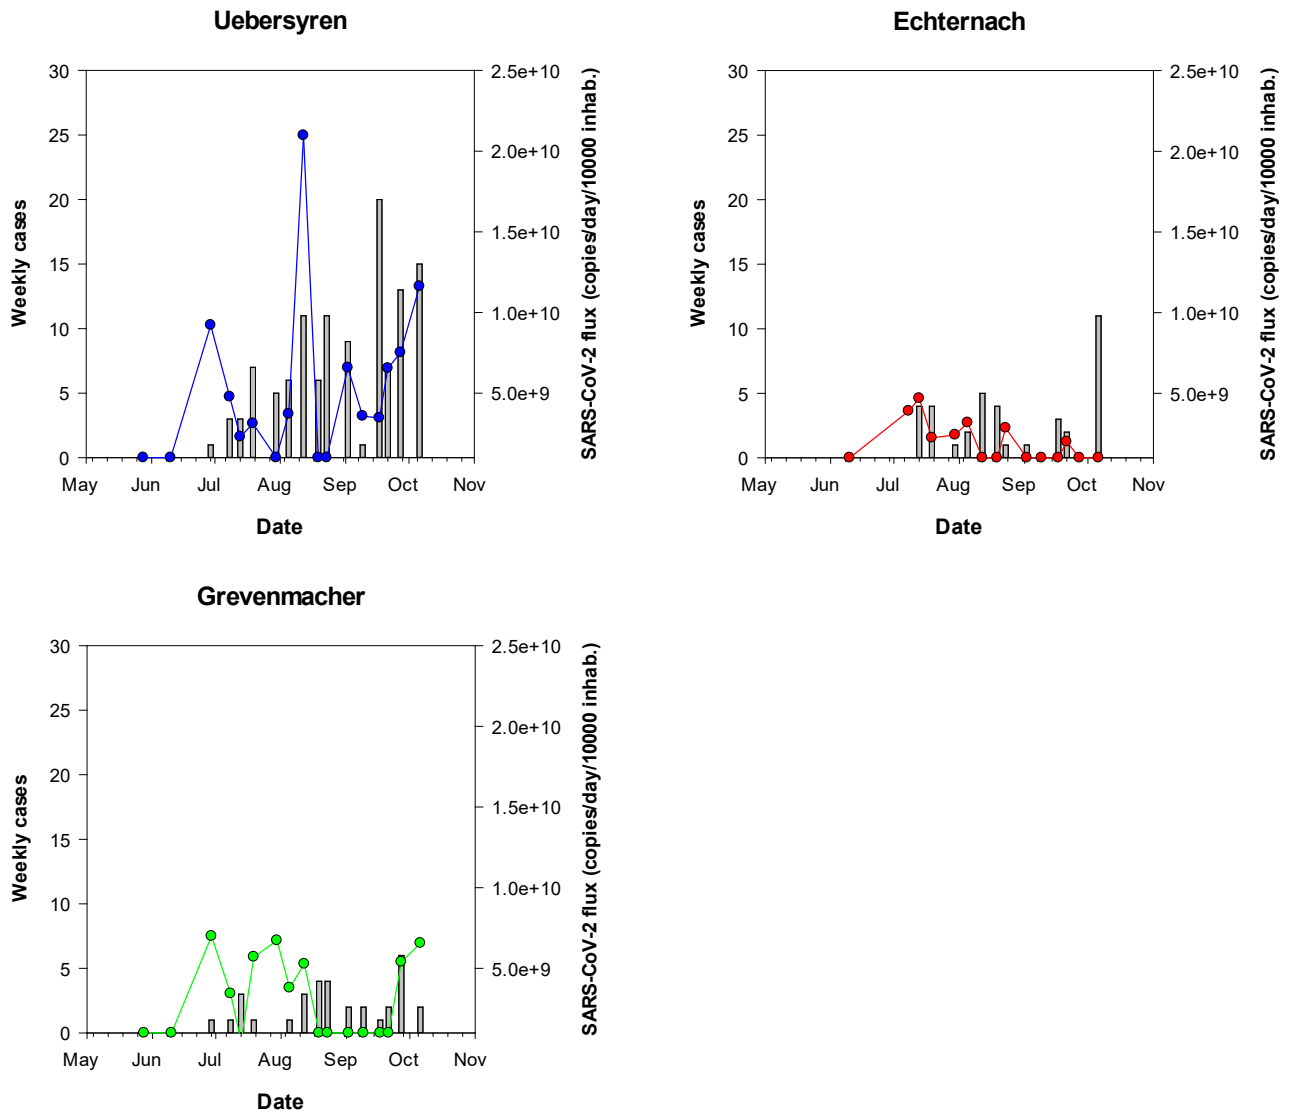 Uebersyren
30
25
20
15
10
5
0
Weekly cases
2.5e+10
2.0e+10
1.5e+10
1.0e+10
5.0e+9
SARS-CoV-2 flux (copies/day/10000 inhab.)
May Jun Jul Aug Sep Oct Nov
Date
Echternach
30
25
20
15
10
5
0
Weekly cases
2.5e+10
2.0e+10
1.5e+10
1.0e+10
5.0e+9
SARS-CoV-2 flux (copies/day/10000 inhab.)
May Jun Jul Aug Sep Oct Nov
Date
Grevenmacher
30
25
20
15
10
5
0
Weekly cases
2.5e+10
2.0e+10
1.5e+10
1.0e+10
5.0e+9
SARS-CoV-2 flux (copies/day/10000 inhab.)
May Jun Jul Aug Sep Oct Nov
Date